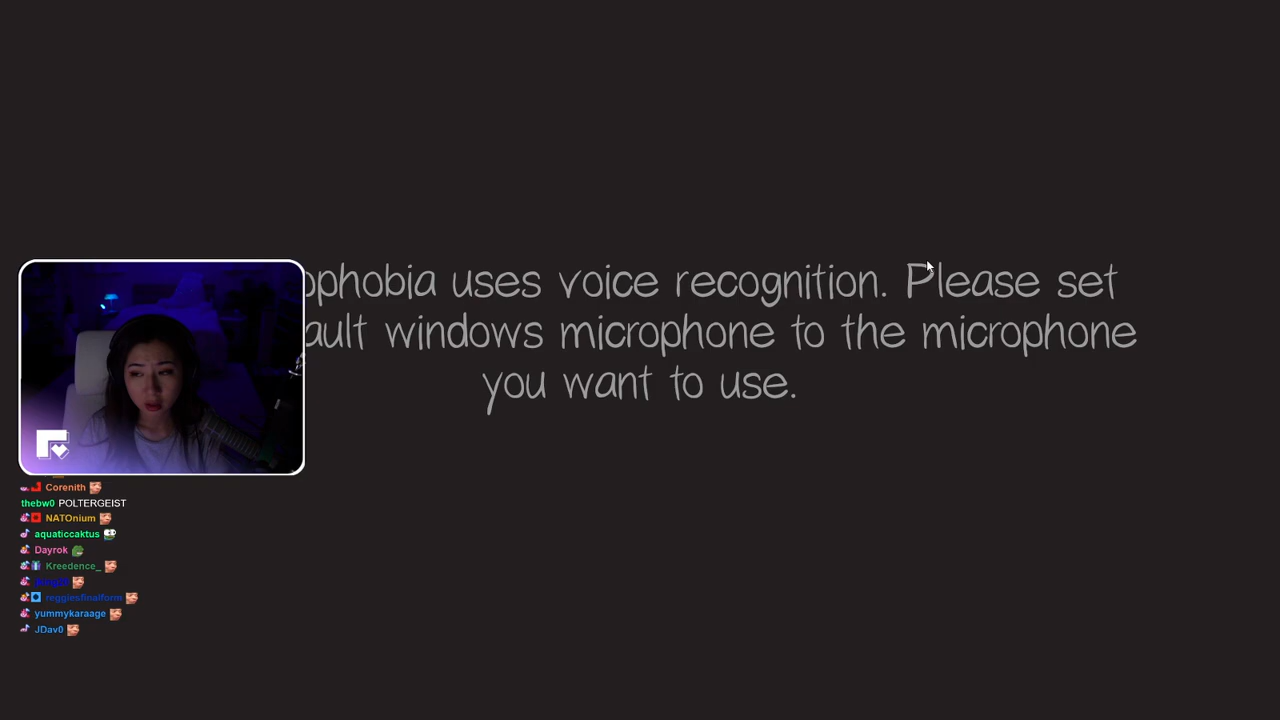 ophobia uses voice recognition. Please set
ault windows microphone to the microphone
you want to use.
Corenith
thebw0 POLTERGEIST
NATOnium
aquaticcaktus
Dayrok
Kreedence_
reggiesfinalform
yummykaraage
JDav0